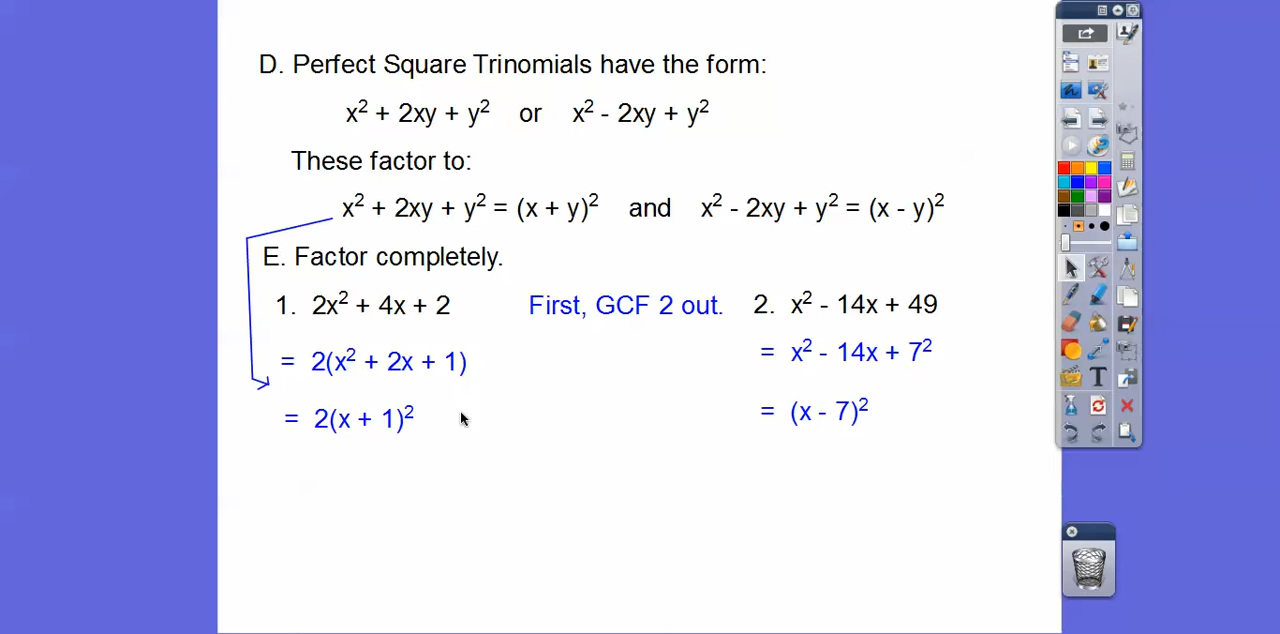 D. Perfect Square Trinomials have the form:
x² + 2xy + y² or x² - 2xy + y²
These factor to:
x² + 2xy + y² = (x + y)² and x² - 2xy + y² = (x - y)²
E. Factor completely.
1. 2x² + 4x + 2 First, GCF 2 out. 2. x² - 14x + 49
= 2(x² + 2x + 1) = x² - 14x + 7²
= 2(x + 1)² = (x - 7)²